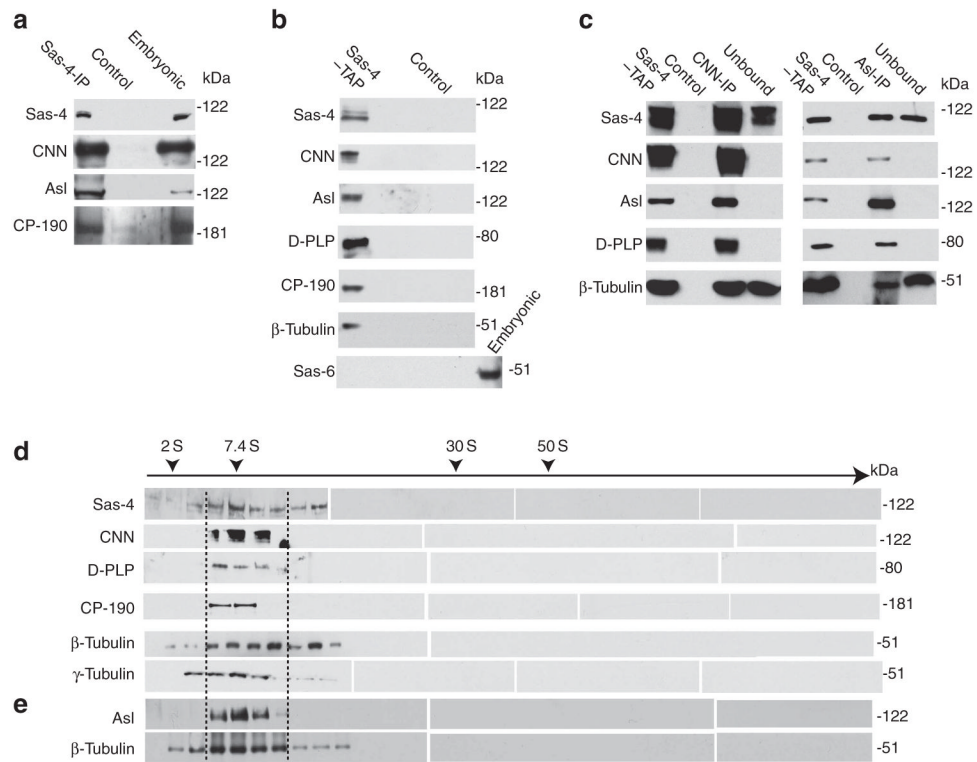 a
Sas-4-IP
Control
Embryonic
kDa
Sas-4
-122
CNN
-122
Asl
-122
CP-190
-181
b
Sas-4
–TAP
Control
kDa
Sas-4
-122
CNN
-122
Asl
-122
D-PLP
-80
CP-190
-181
β-Tubulin
-51
Embryonic
Sas-6
-51
c
Sas-4
–TAP
Control
CNN-IP
Unbound
Sas-4
–TAP
Control
Asl-IP
Unbound
kDa
Sas-4
-122
CNN
-122
Asl
-122
D-PLP
-80
β-Tubulin
-51
d
2 S
7.4 S
30 S
50 S
kDa
Sas-4
-122
CNN
-122
D-PLP
-80
CP-190
-181
β-Tubulin
-51
γ-Tubulin
-51
e
Asl
-122
β-Tubulin
-51